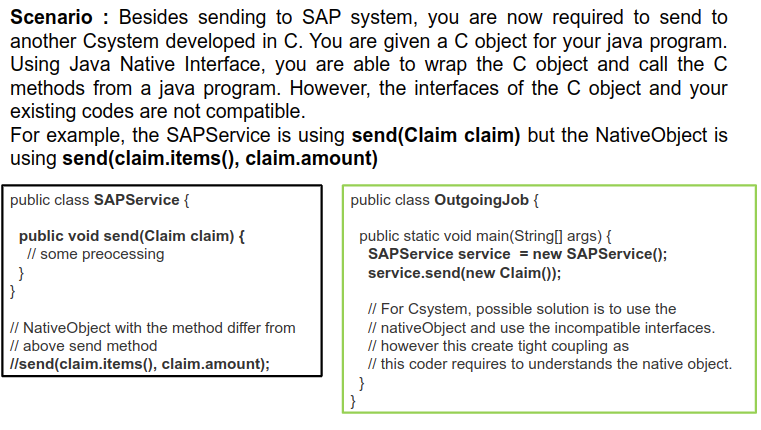 Scenario : Besides sending to SAP system, you are now required to send to
another Csystem developed in C. You are given a C object for your java program.
Using Java Native Interface, you are able to wrap the C object and call the C
methods from a java program. However, the interfaces of the C object and your
existing codes are not compatible.
For example, the SAPService is using send(Claim claim) but the NativeObject is
using send(claim.items(), claim.amount)
public class SAPService {
public void send(Claim claim) {
// some preocessing
}
}
// NativeObject with the method differ from
// above send method
//send(claim.items(), claim.amount);
public class OutgoingJob {
public static void main(String[] args) {
SAPService service = new SAPService();
service.send(new Claim());
// For Csystem, possible solution is to use the
// nativeObject and use the incompatible interfaces.
// however this create tight coupling as
// this coder requires to understands the native object.
}
}